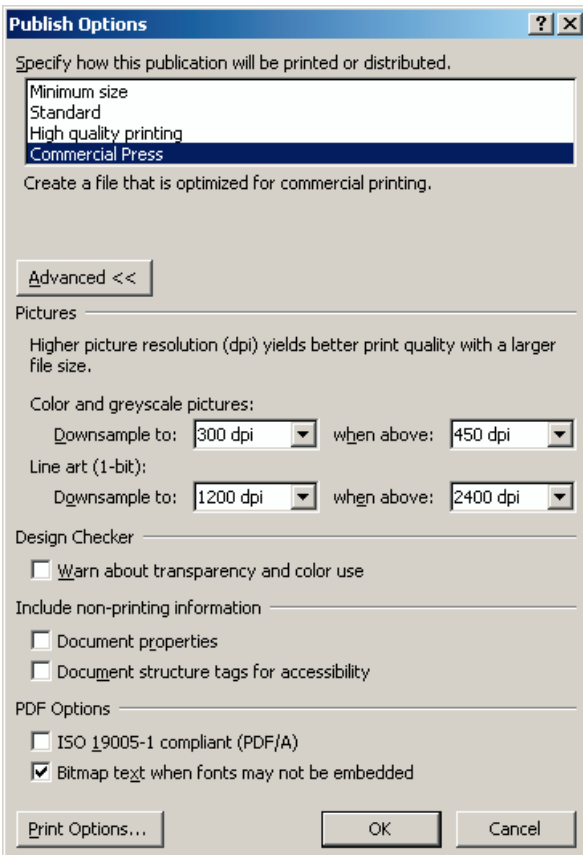 Publish Options
Specify how this publication will be printed or distributed.
Minimum size
Standard
High quality printing
Commercial Press
Create a file that is optimized for commercial printing.
Advanced <<
Pictures
Higher picture resolution (dpi) yields better print quality with a larger
file size.
Color and greyscale pictures:
Downsample to: 300 dpi when above: 450 dpi
Line art (1-bit):
Downsample to: 1200 dpi when above: 2400 dpi
Design Checker
Warn about transparency and color use
Include non-printing information
Document properties
Document structure tags for accessibility
PDF Options
ISO 19005-1 compliant (PDF/A)
Bitmap text when fonts may not be embedded
Print Options... OK Cancel